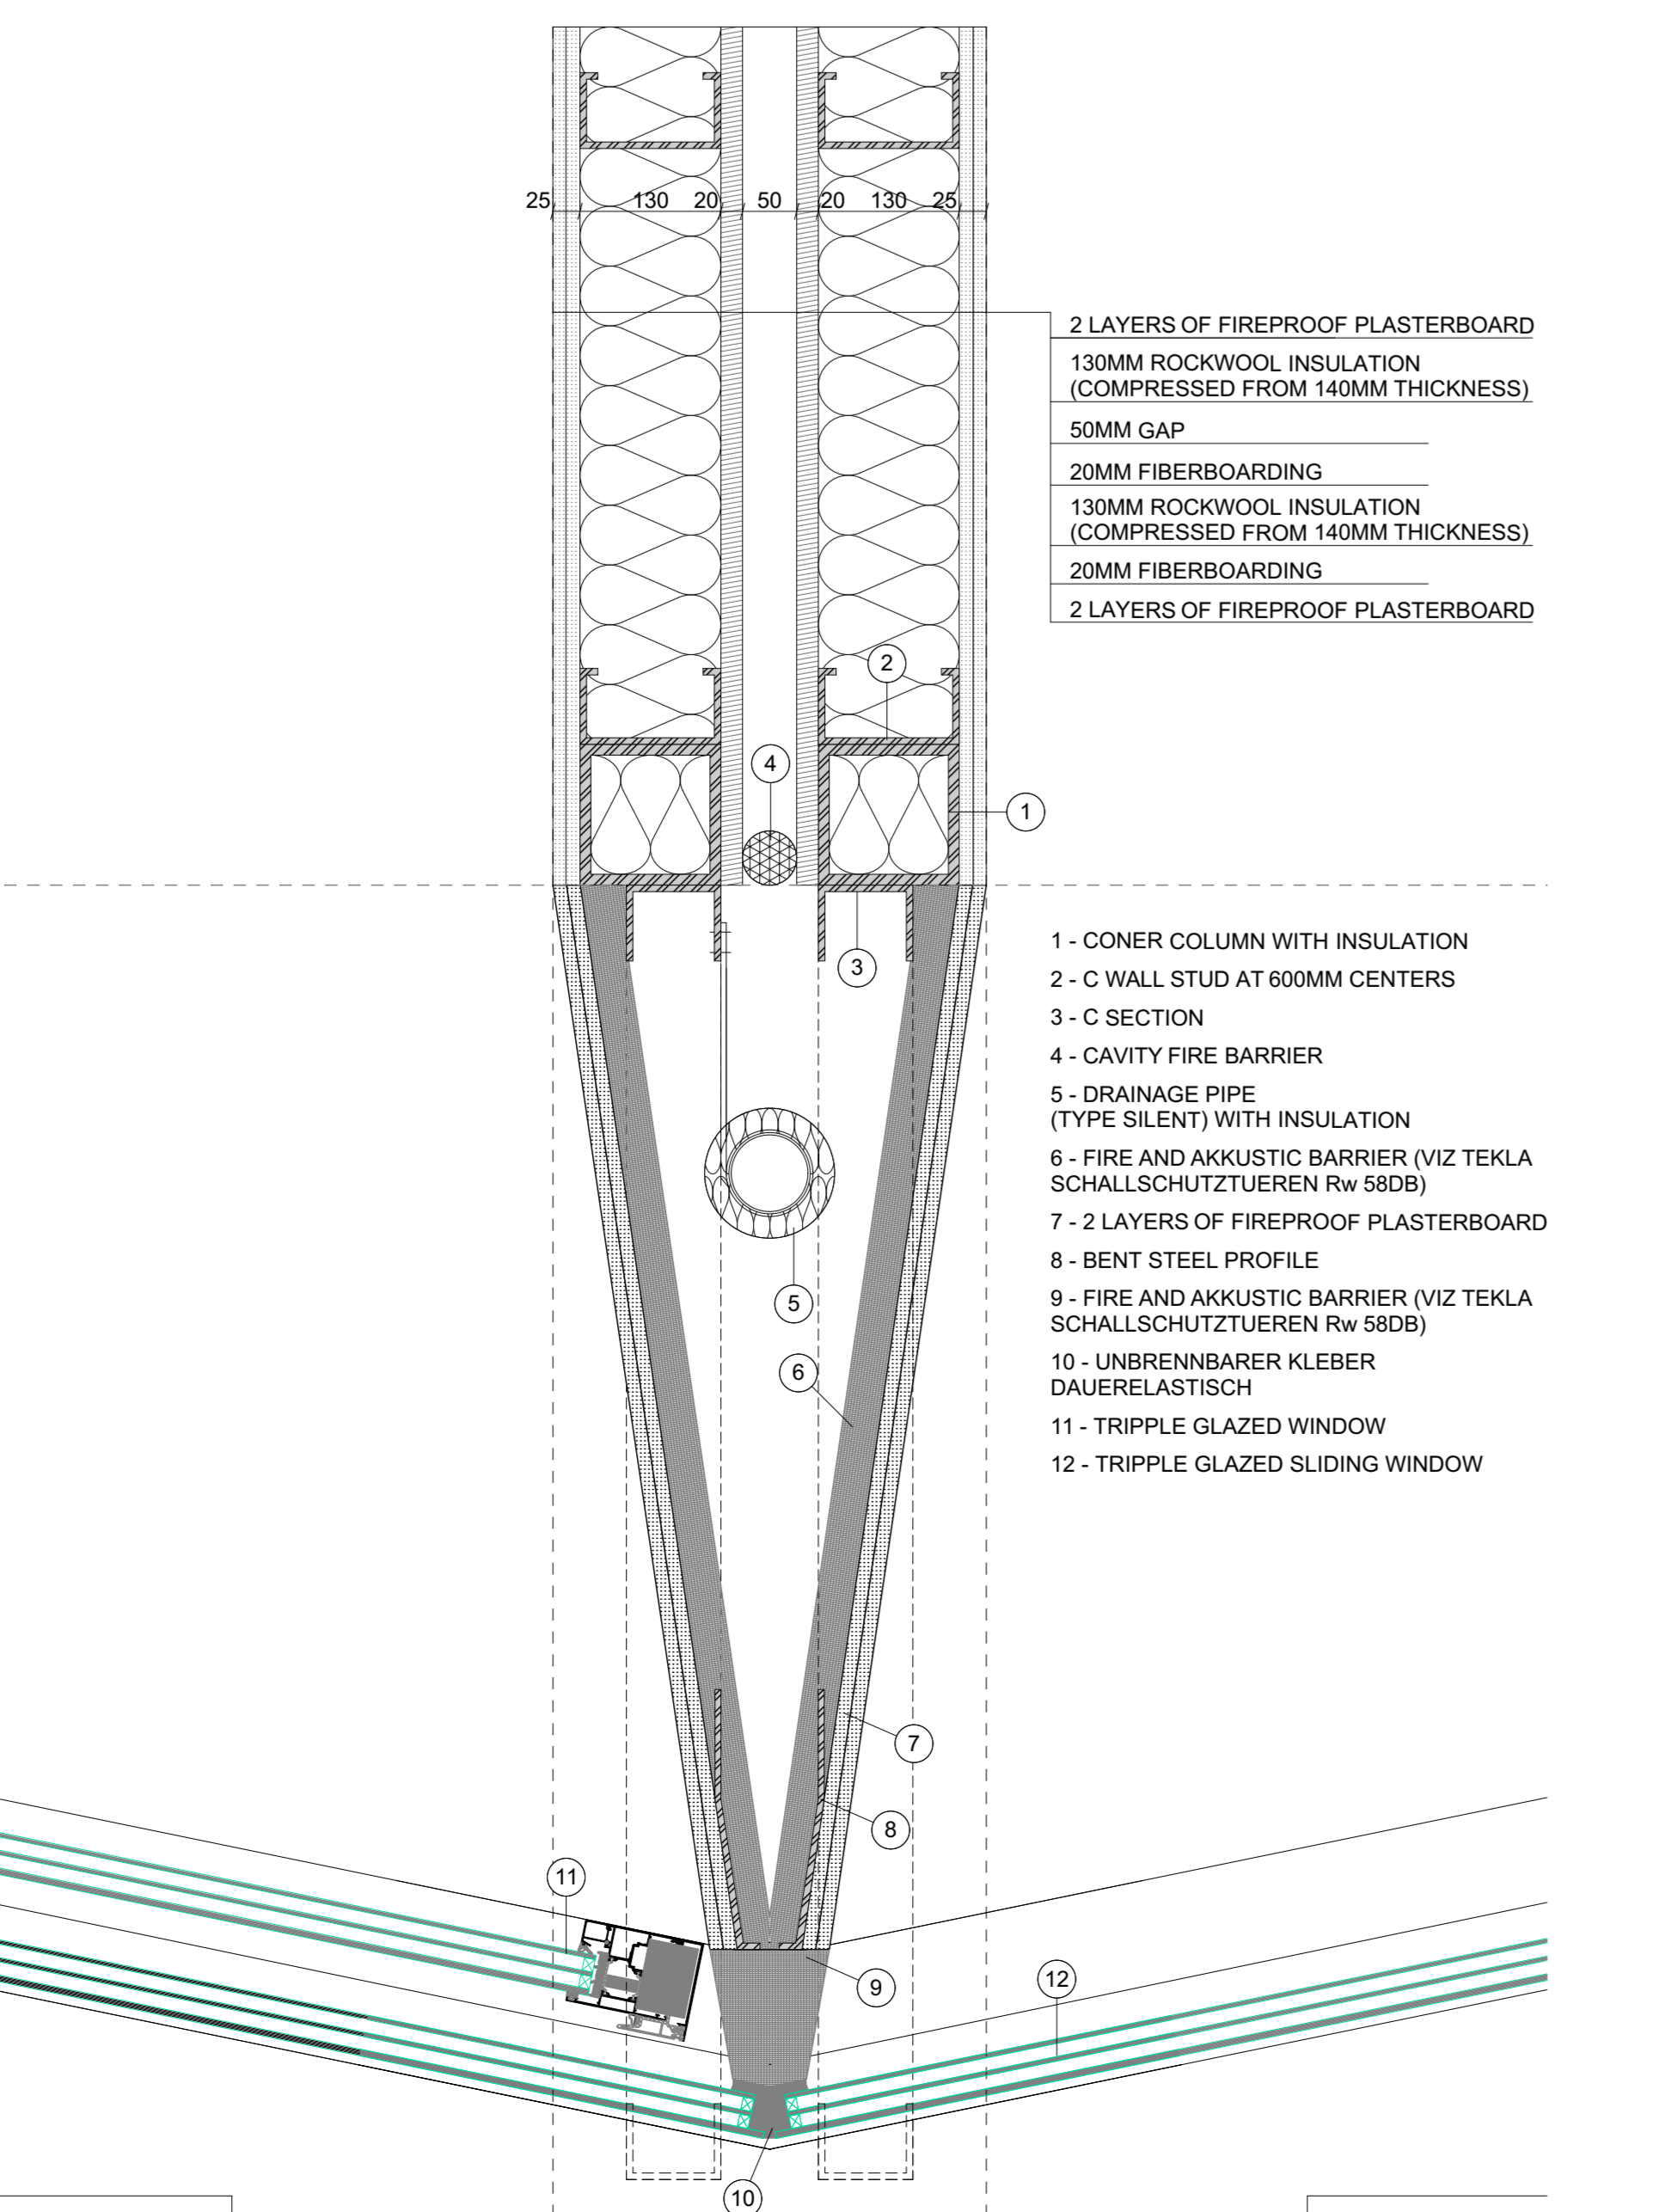 25 130 20 50 20 130 25
2 LAYERS OF FIREPROOF PLASTERBOARD
130MM ROCKWOOL INSULATION
(COMPRESSED FROM 140MM THICKNESS)
50MM GAP
20MM FIBERBOARDING
130MM ROCKWOOL INSULATION
(COMPRESSED FROM 140MM THICKNESS)
20MM FIBERBOARDING
2 LAYERS OF FIREPROOF PLASTERBOARD
2
4
1
3
1 - CONER COLUMN WITH INSULATION
2 - C WALL STUD AT 600MM CENTERS
3 - C SECTION
4 - CAVITY FIRE BARRIER
5 - DRAINAGE PIPE
(TYPE SILENT) WITH INSULATION
6 - FIRE AND AKKUSTIC BARRIER (VIZ TEKLA
SCHALLSCHUTZTUEREN Rw 58DB)
7 - 2 LAYERS OF FIREPROOF PLASTERBOARD
8 - BENT STEEL PROFILE
9 - FIRE AND AKKUSTIC BARRIER (VIZ TEKLA
SCHALLSCHUTZTUEREN Rw 58DB)
10 - UNBRENNBARER KLEBER
DAUERELASTISCH
11 - TRIPPLE GLAZED WINDOW
12 - TRIPPLE GLAZED SLIDING WINDOW
5
6
7
8
11
9
12
10